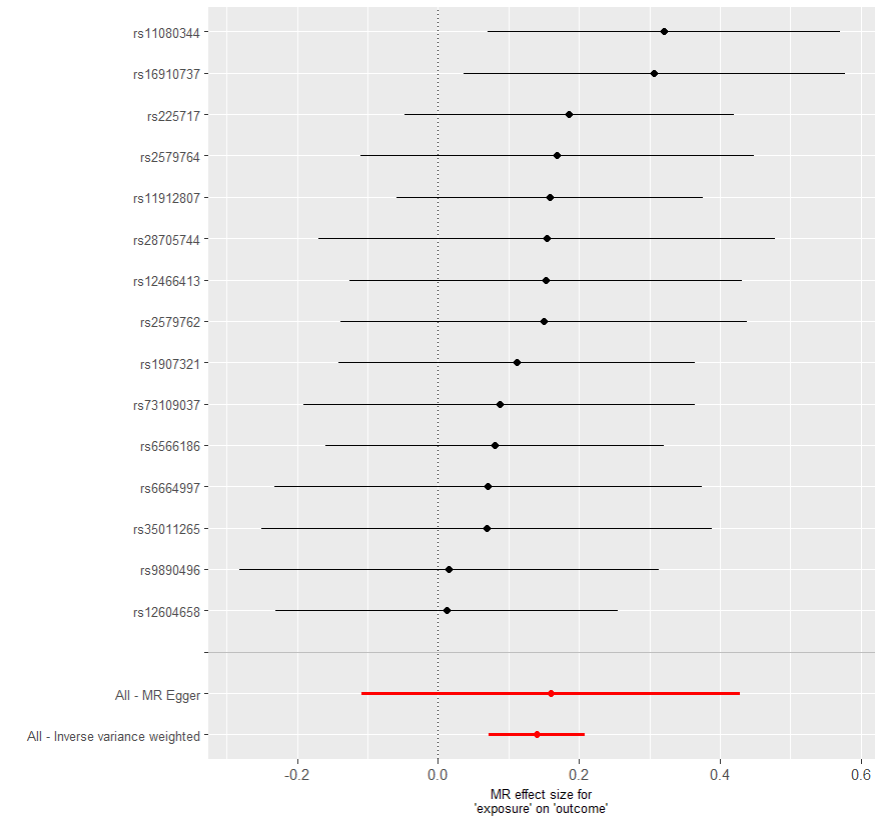 rs11080344
rs16910737
rs225717
rs2579764
rs11912807
rs28705744
rs12466413
rs2579762
rs1907321
rs73109037
rs6566186
rs6664997
rs35011265
rs9890496
rs12604658
All - MR Egger
All - Inverse variance weighted
-0.2 0.0 0.2 0.4 0.6
MR effect size for
'exposure' on 'outcome'